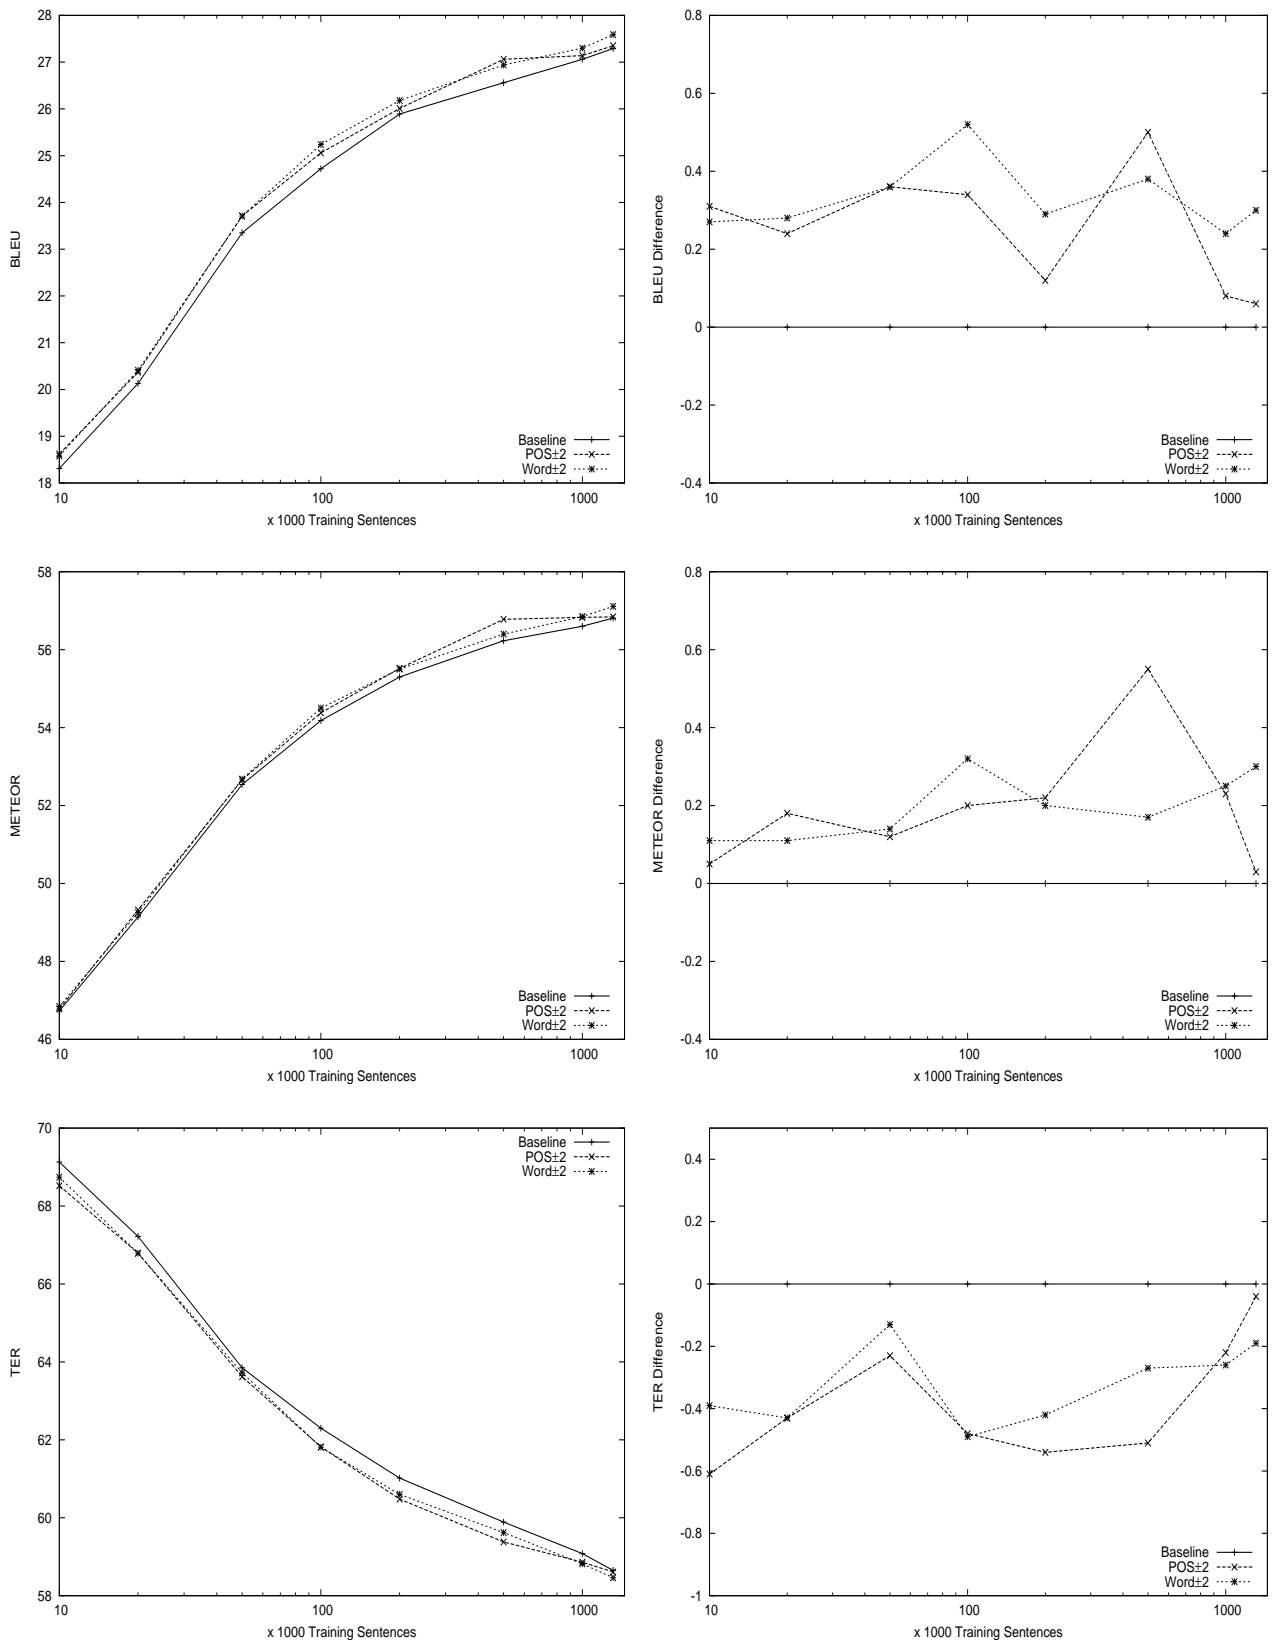 28
27
26
25
24
23
22
21
20
19
18
BLEU
10
100
1000
x 1000 Training Sentences
Baseline
POS±2
Word±2
0.8
0.6
0.4
0.2
0
-0.2
-0.4
BLEU Difference
10
100
1000
x 1000 Training Sentences
Baseline
POS±2
Word±2
58
56
54
52
50
48
46
METEOR
10
100
1000
x 1000 Training Sentences
Baseline
POS±2
Word±2
0.8
0.6
0.4
0.2
0
-0.2
-0.4
METEOR Difference
10
100
1000
x 1000 Training Sentences
Baseline
POS±2
Word±2
70
68
66
64
62
60
58
TER
10
100
1000
x 1000 Training Sentences
Baseline
POS±2
Word±2
0.4
0.2
0
-0.2
-0.4
-0.6
-0.8
-1
TER Difference
10
100
1000
x 1000 Training Sentences
Baseline
POS±2
Word±2